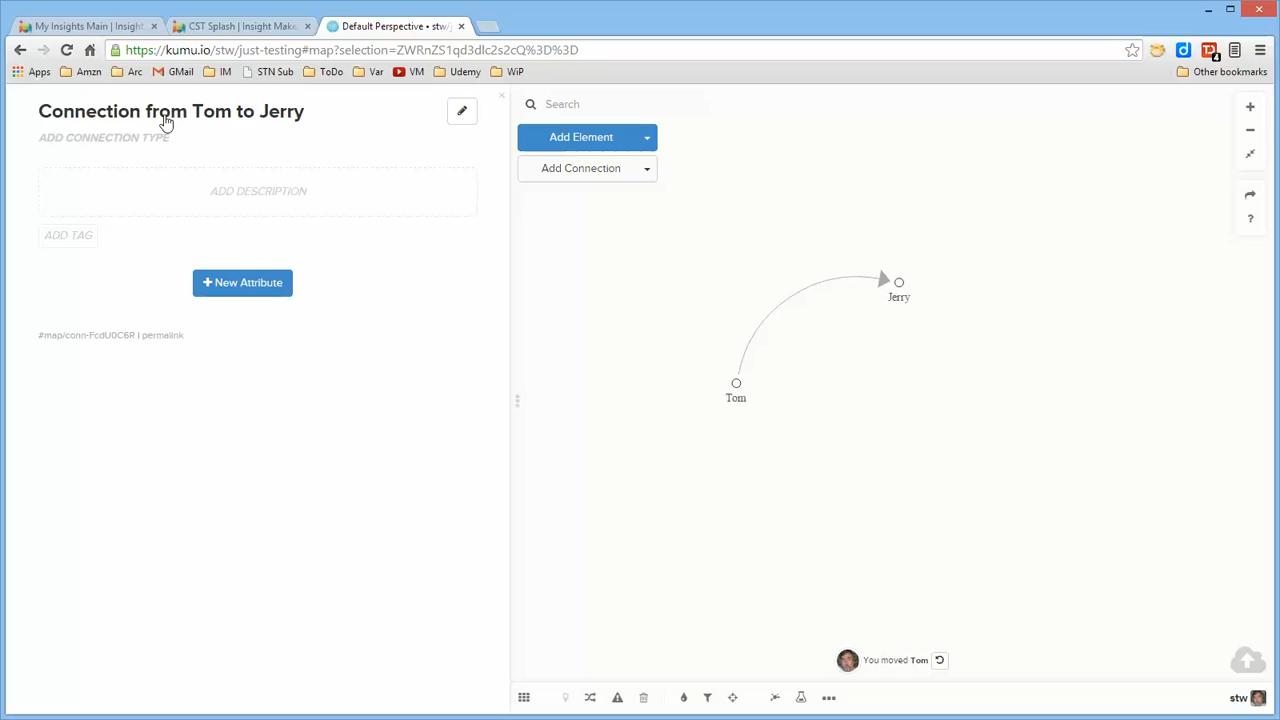 My Insights Main | Insight
CST Splash | Insight Make
Default Perspective • stw/j
https://kumu.io/stw/just-testing#map?selection=ZWRnZS1qd3dlc2s2cQ%3D%3D
4
Apps
Amzn
Arc
GMail
IM
STN Sub
ToDo
Var
VM
Udemy
WiP
Other bookmarks
Connection from Tom to Jerry
ADD CONNECTION TYPE
ADD DESCRIPTION
ADD TAG
+ New Attribute
#map/conn-FcdU0C6R | permalink
Search
Add Element
Add Connection
Jerry
Tom
?
You moved Tom
stw